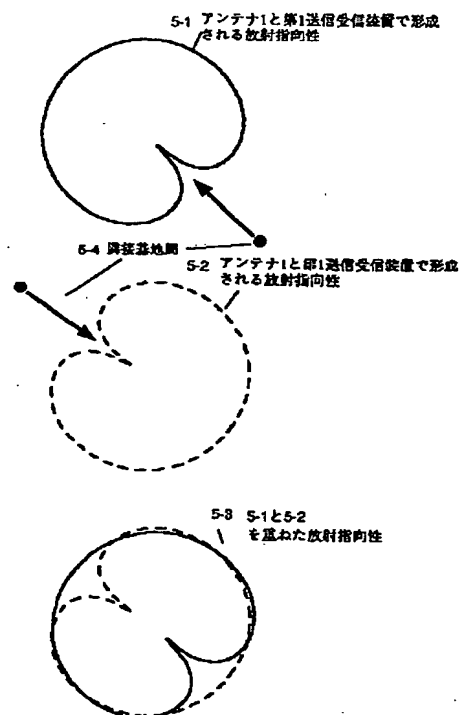 5-1 アンテナ1と第1送信受信装置で形成
される放射指向性
5-4 隣接基地局
5-2 アンテナ1と第1送信受信装置で形成
される放射指向性
5-3 5-1と5-2
を重ねた放射指向性